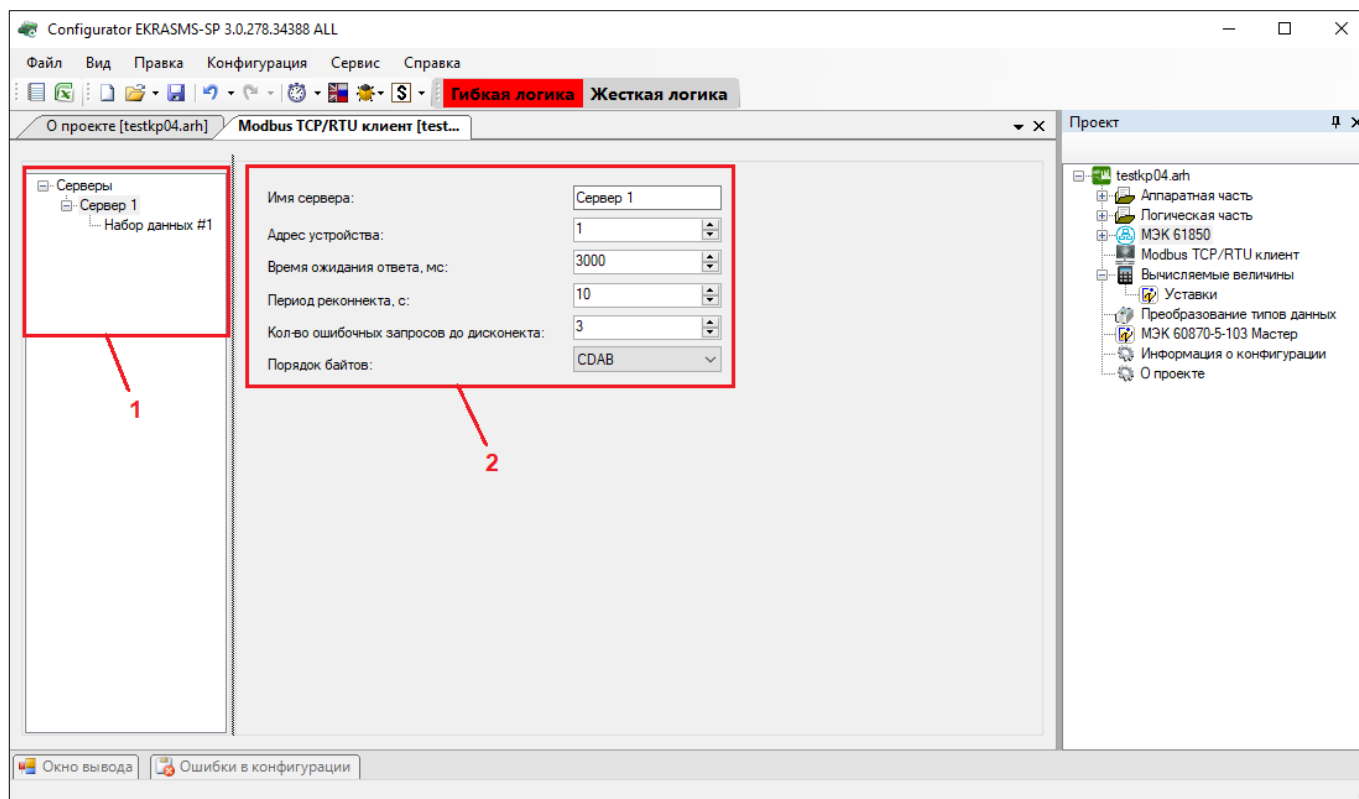 Configurator EKRASMS-SP 3.0.278.34388 ALL
Файл Вид Правка Конфигурация Сервис Справка
Гибкая логика Жесткая логика
О проекте [testkp04.arh] Modbus TCP/RTU клиент [test...
Серверы
Сервер 1
Набор данных #1
1
Имя сервера: Сервер 1
Адрес устройства: 1
Время ожидания ответа, мс: 3000
Период реконнекта, с: 10
Кол-во ошибочных запросов до дисконекта: 3
Порядок байтов: CDAB
2
Проект
testkp04.arh
Аппаратная часть
Логическая часть
МЭК 61850
Modbus TCP/RTU клиент
Вычисляемые величины
Уставки
Преобразование типов данных
МЭК 60870-5-103 Мастер
Информация о конфигурации
О проекте
Окно вывода Ошибки в конфигурации